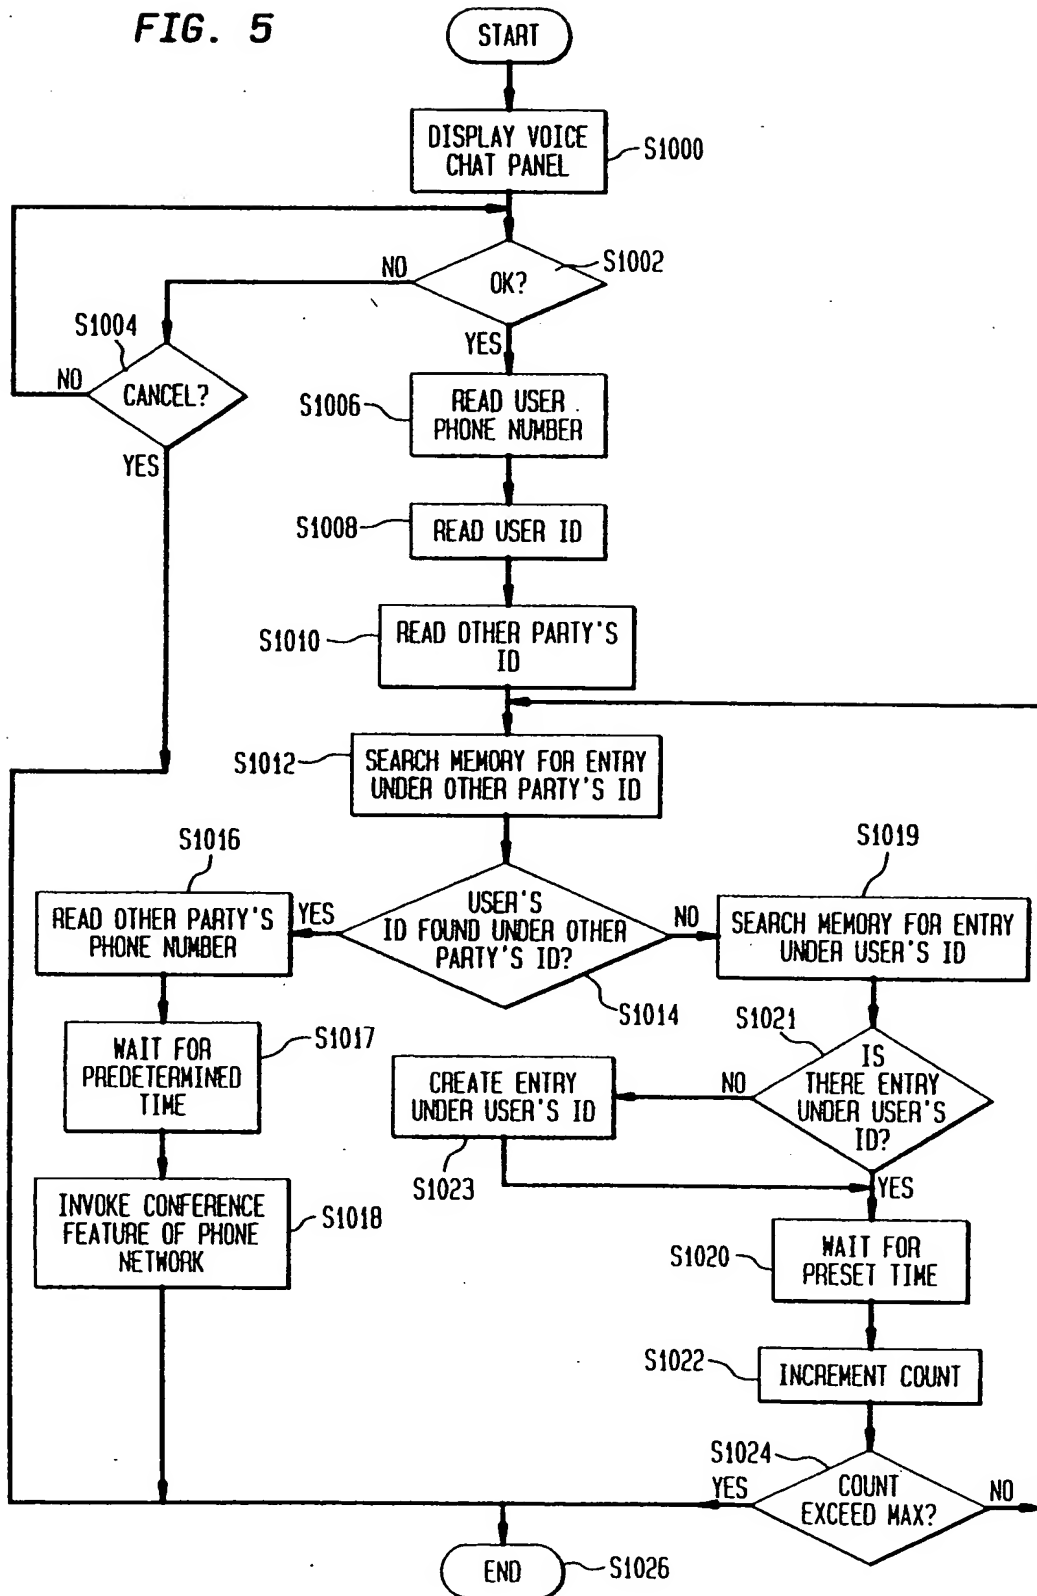 FIG. 5
START
DISPLAY VOICE
CHAT PANEL
S1000
NO
S1002
OK?
S1004
YES
NO
CANCEL?
S1006
READ USER
PHONE NUMBER
YES
S1008
READ USER ID
S1010
READ OTHER PARTY'S
ID
S1012
SEARCH MEMORY FOR ENTRY
UNDER OTHER PARTY'S ID
S1016
S1019
READ OTHER PARTY'S
PHONE NUMBER
YES
USER'S
ID FOUND UNDER OTHER
PARTY'S ID?
NO
SEARCH MEMORY FOR ENTRY
UNDER USER'S ID
S1014
S1017
WAIT FOR
PREDETERMINED
TIME
S1021
CREATE ENTRY
UNDER USER'S ID
NO
IS
THERE ENTRY
UNDER USER'S
ID?
S1023
YES
INVOKE CONFERENCE
FEATURE OF PHONE
NETWORK
S1018
S1020
WAIT FOR
PRESET TIME
S1022
INCREMENT COUNT
S1024
YES
COUNT
EXCEED MAX?
NO
END
S1026